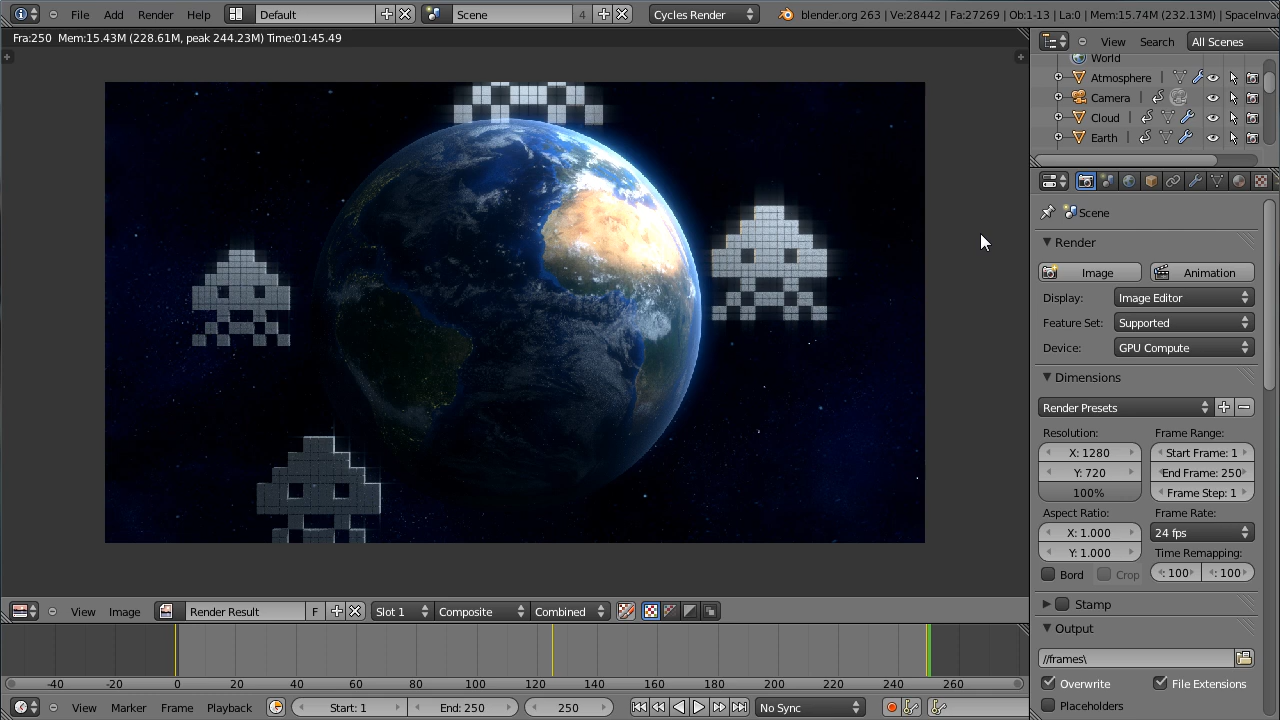 File Add Render Help Default Scene 4 Cycles Render blender.org 263 | Ve:28442 | Fa:27269 | Ob:1-13 | La:0 | Mem:15.74M (232.13M) | SpaceInva
Fra:250 Mem:15.43M (228.61M, peak 244.23M) Time:01:45.49
View Search All Scenes
World
Atmosphere
Camera
Cloud
Earth
Scene
Render
Image Animation
Display: Image Editor
Feature Set: Supported
Device: GPU Compute
Dimensions
Render Presets
Resolution: Frame Range:
X: 1280 Start Frame: 1
Y: 720 End Frame: 250
100% Frame Step: 1
Aspect Ratio: Frame Rate:
X: 1.000 24 fps
Y: 1.000 Time Remapping:
Bord Crop : 100 : 100
Stamp
Output
//frames\
Overwrite File Extensions
Placeholders
View Image Render Result F Slot 1 Composite Combined
-40 -20 0 20 40 60 80 100 120 140 160 180 200 220 240 260
View Marker Frame Playback Start: 1 End: 250 250 No Sync